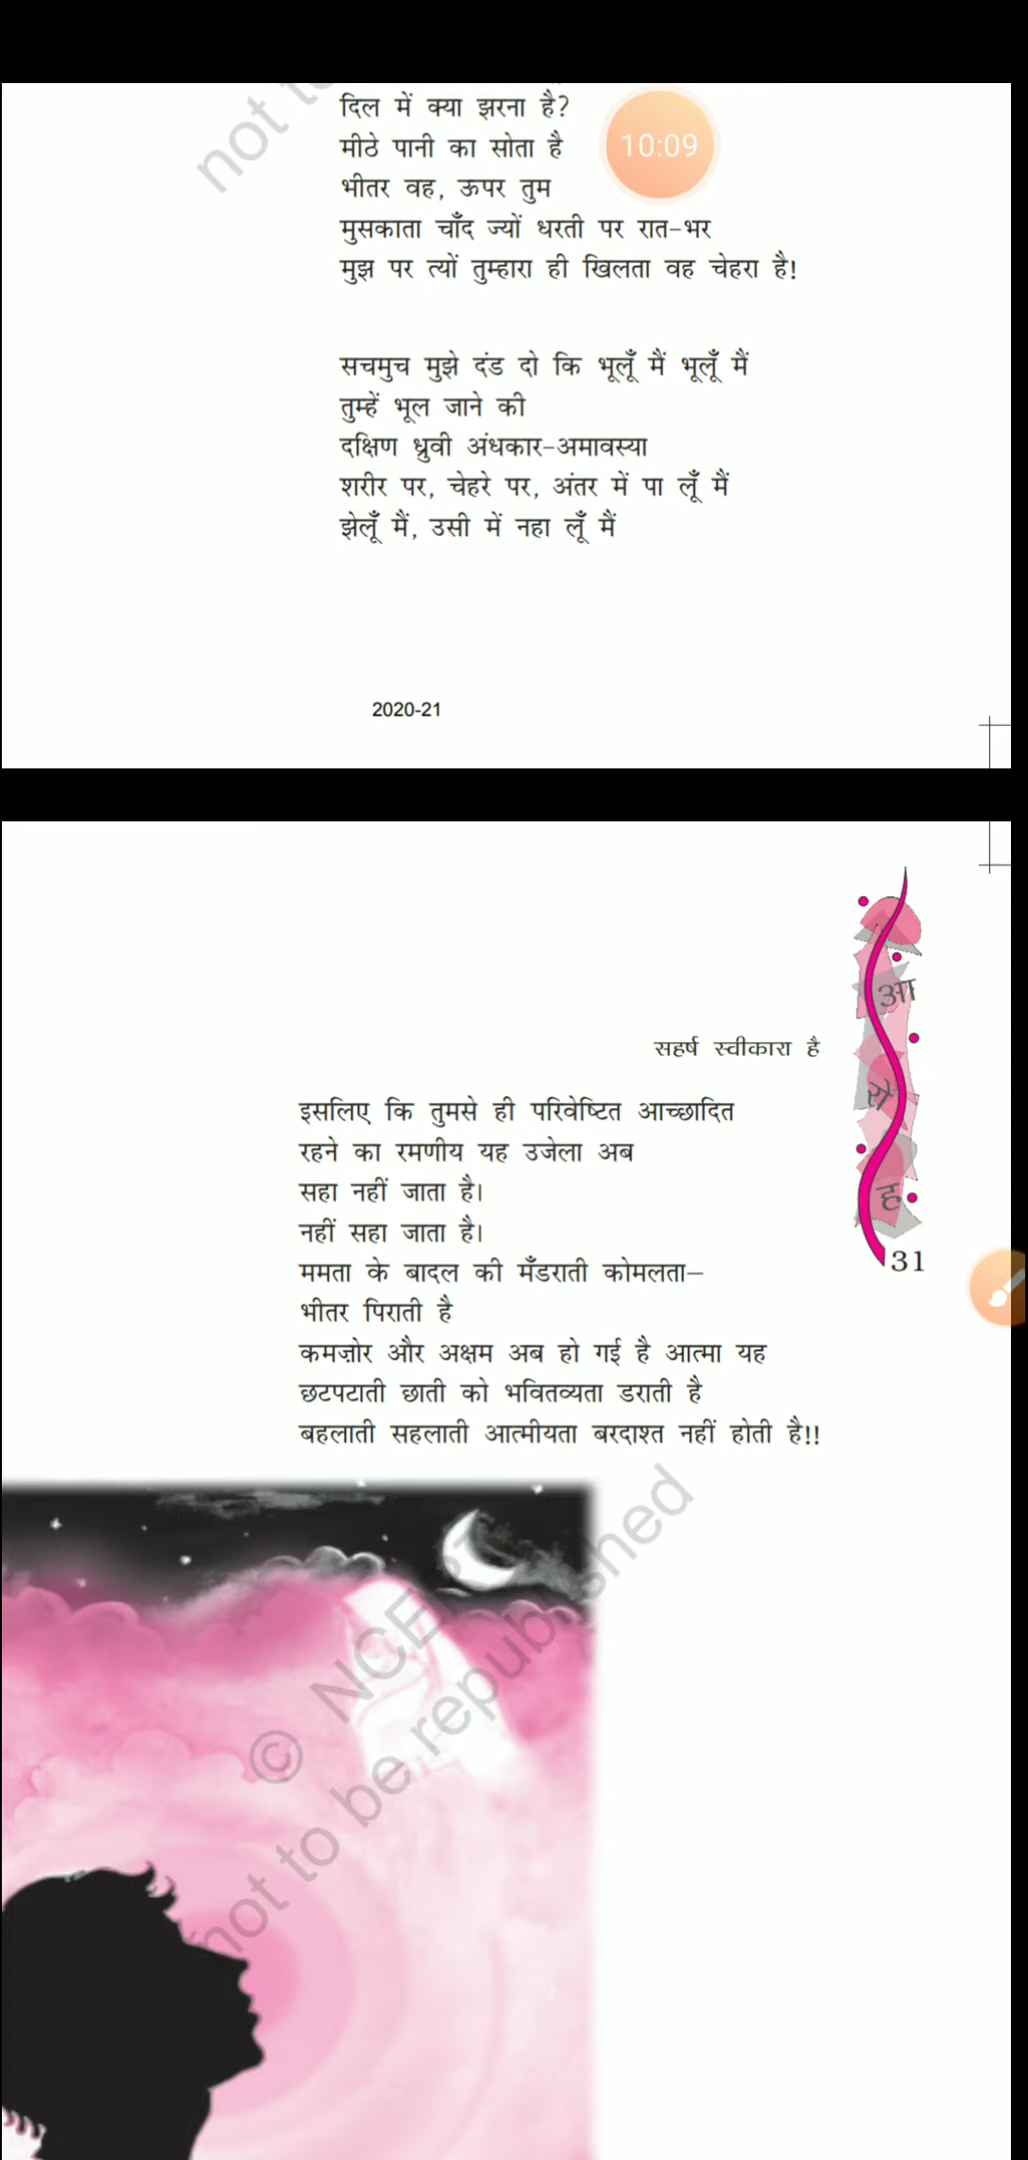 not to
दिल में क्या झरना है?
10:09
मीठे पानी का सोता है
भीतर वह, ऊपर तुम
मुसकाता चाँद ज्यों धरती पर रात-भर
मुझ पर त्यों तुम्हारा ही खिलता वह चेहरा है!
सचमुच मुझे दंड दो कि भूलूँ मैं भूलूँ मैं
तुम्हें भूल जाने की
दक्षिण ध्रुवी अंधकार-अमावस्या
शरीर पर, चेहरे पर, अंतर में पा लूँ मैं
झेलूँ मैं, उसी में नहा लूँ मैं
2020-21
आ
रो
ह
सहर्ष स्वीकारा है
31
इसलिए कि तुमसे ही परिवेष्टित आच्छादित
रहने का रमणीय यह उजेला अब
सहा नहीं जाता है।
नहीं सहा जाता है।
ममता के बादल की मँडराती कोमलता–
भीतर पिराती है
कमज़ोर और अक्षम अब हो गई है आत्मा यह
छटपटाती छाती को भवितव्यता डराती है
बहलाती सहलाती आत्मीयता बरदाश्त नहीं होती है!!
© NCERT
not to be republished